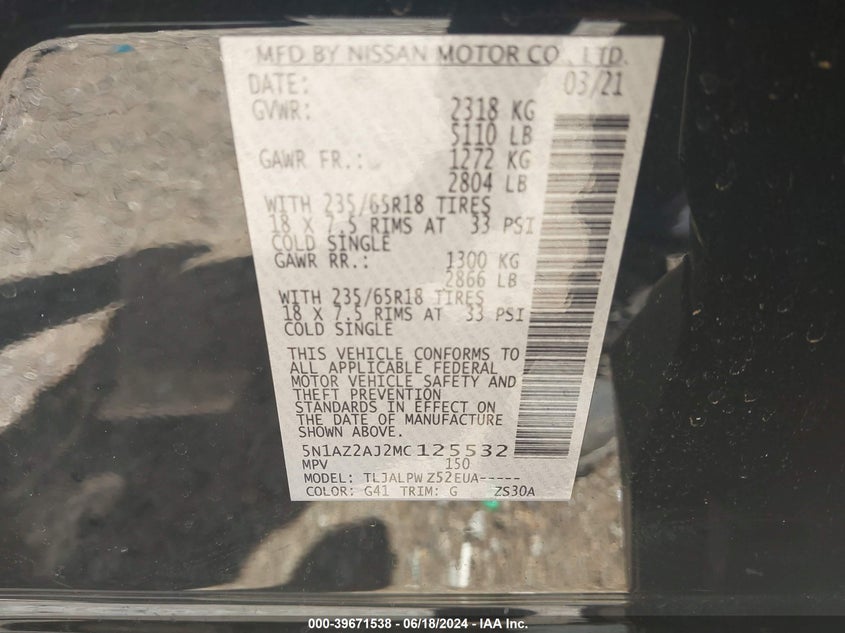 MFD BY NISSAN MOTOR CO., LTD.
DATE: 03/21
GVWR: 2318 KG
5110 LB
GAWR FR.: 1272 KG
2804 LB
WITH 235/65R18 TIRES
18 X 7.5 RIMS AT 33 PSI
COLD SINGLE
GAWR RR.: 1300 KG
2866 LB
WITH 235/65R18 TIRES
18 X 7.5 RIMS AT 33 PSI
COLD SINGLE
THIS VEHICLE CONFORMS TO
ALL APPLICABLE FEDERAL
MOTOR VEHICLE SAFETY AND
THEFT PREVENTION
STANDARDS IN EFFECT ON
THE DATE OF MANUFACTURE
SHOWN ABOVE.
5N1AZ2AJ2MC125532
MPV 150
MODEL: TLJALPW Z52EUA-----
COLOR: G41 TRIM: G ZS30A
000-39671538 - 06/18/2024 - IAA Inc.